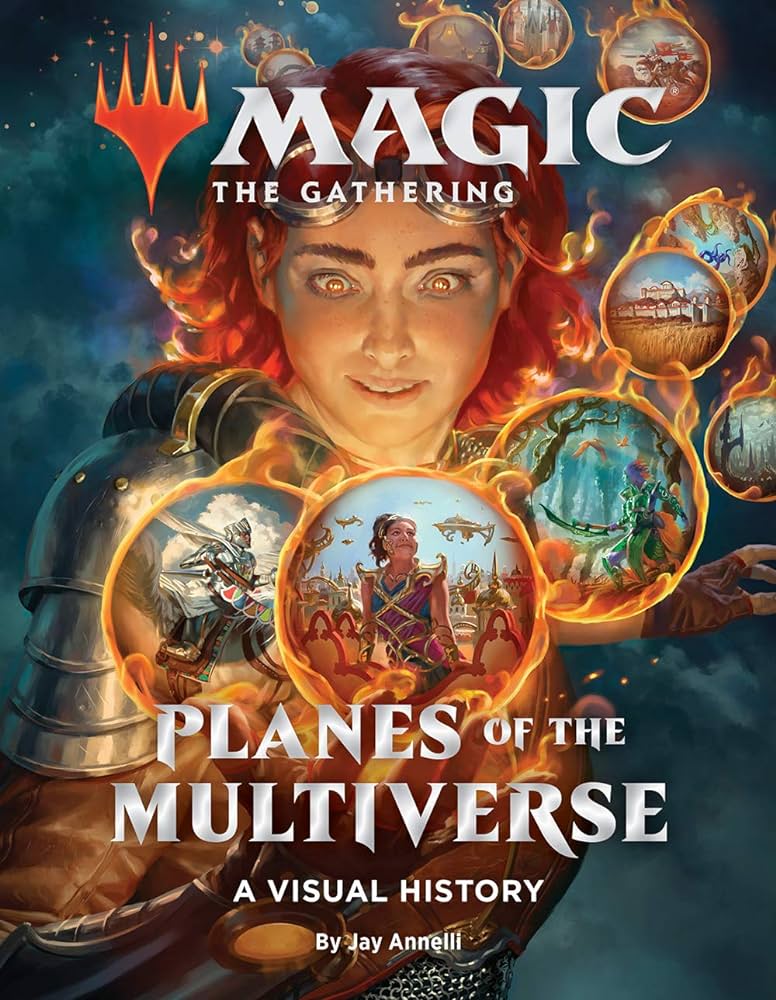 MAGIC®
THE GATHERING
PLANES OF THE
MULTIVERSE
A VISUAL HISTORY
By Jay Annelli